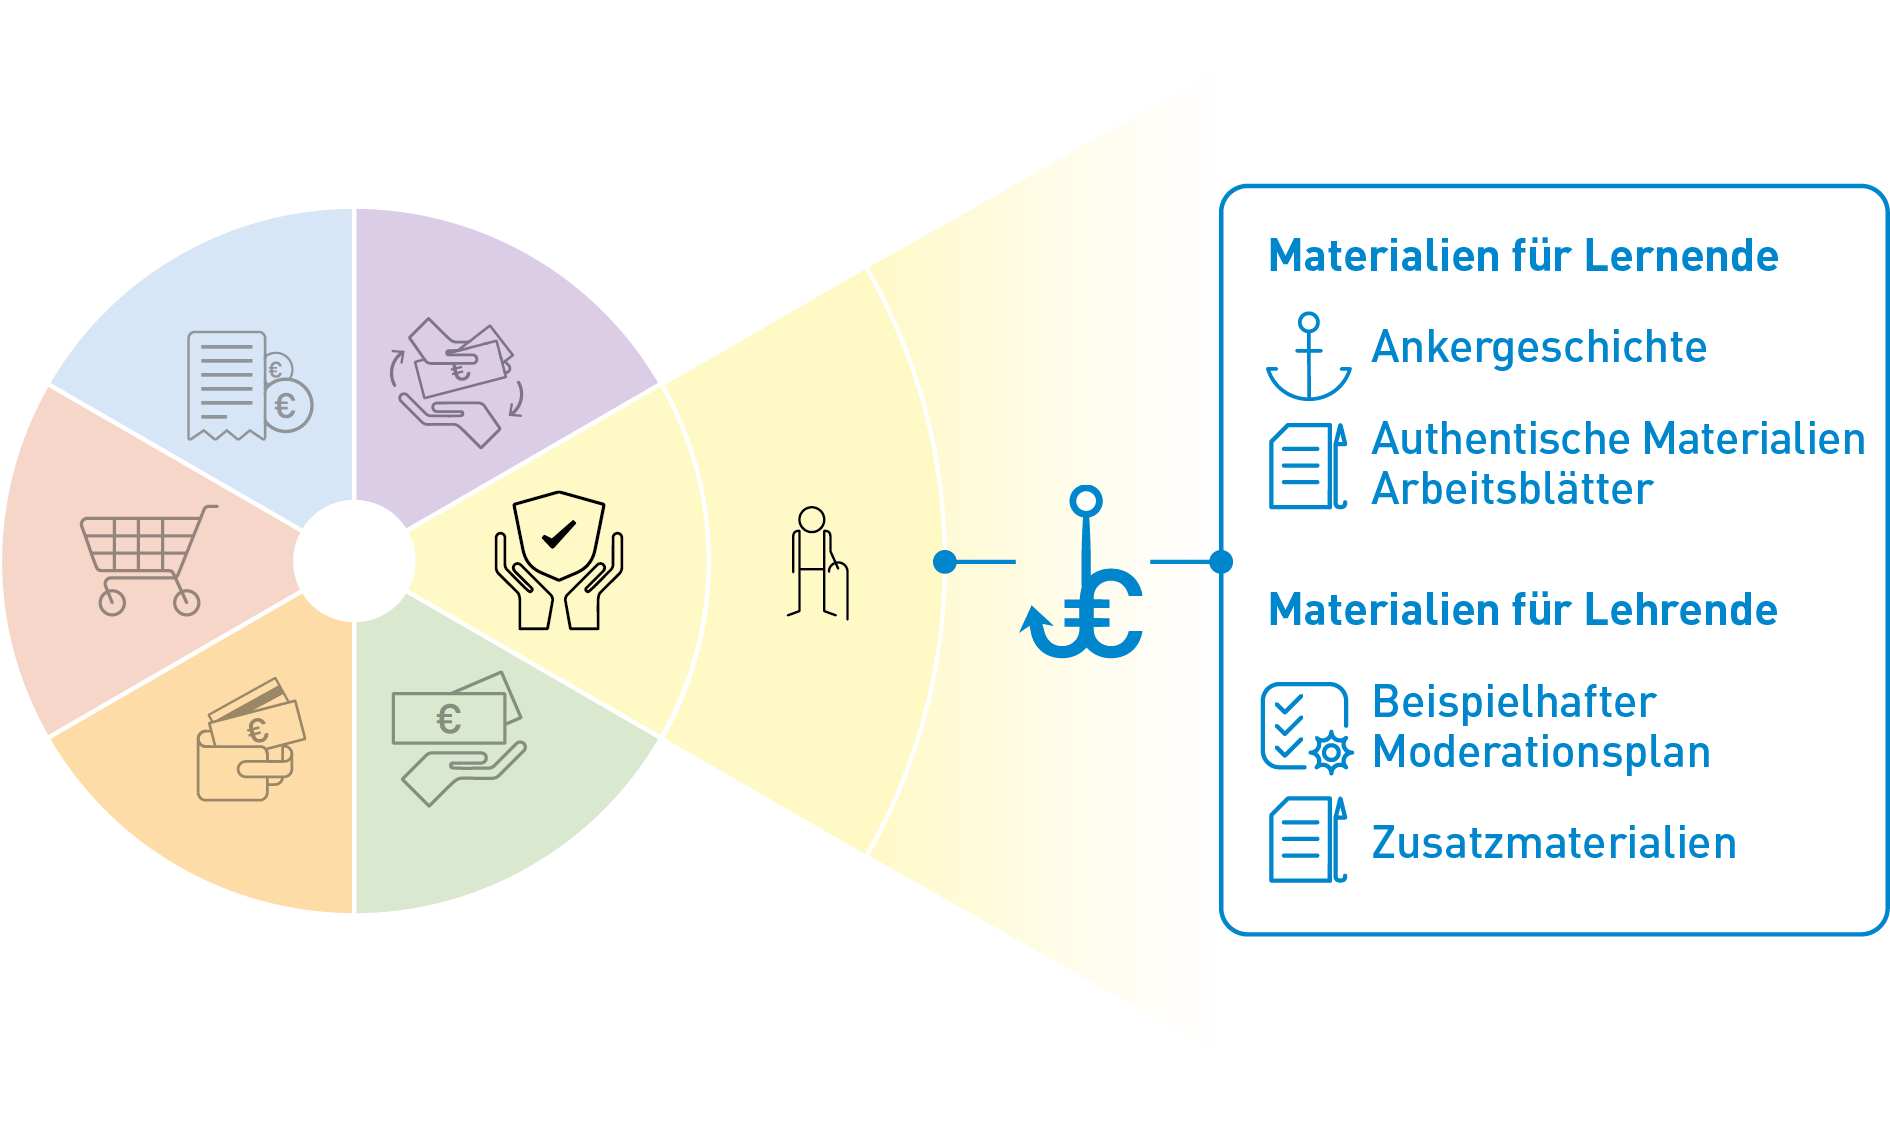 Materialien für Lernende
Ankergeschichte
Authentische Materialien
Arbeitsblätter
Materialien für Lehrende
Beispielhafter
Moderationsplan
Zusatzmaterialien
€
€
€
€
€